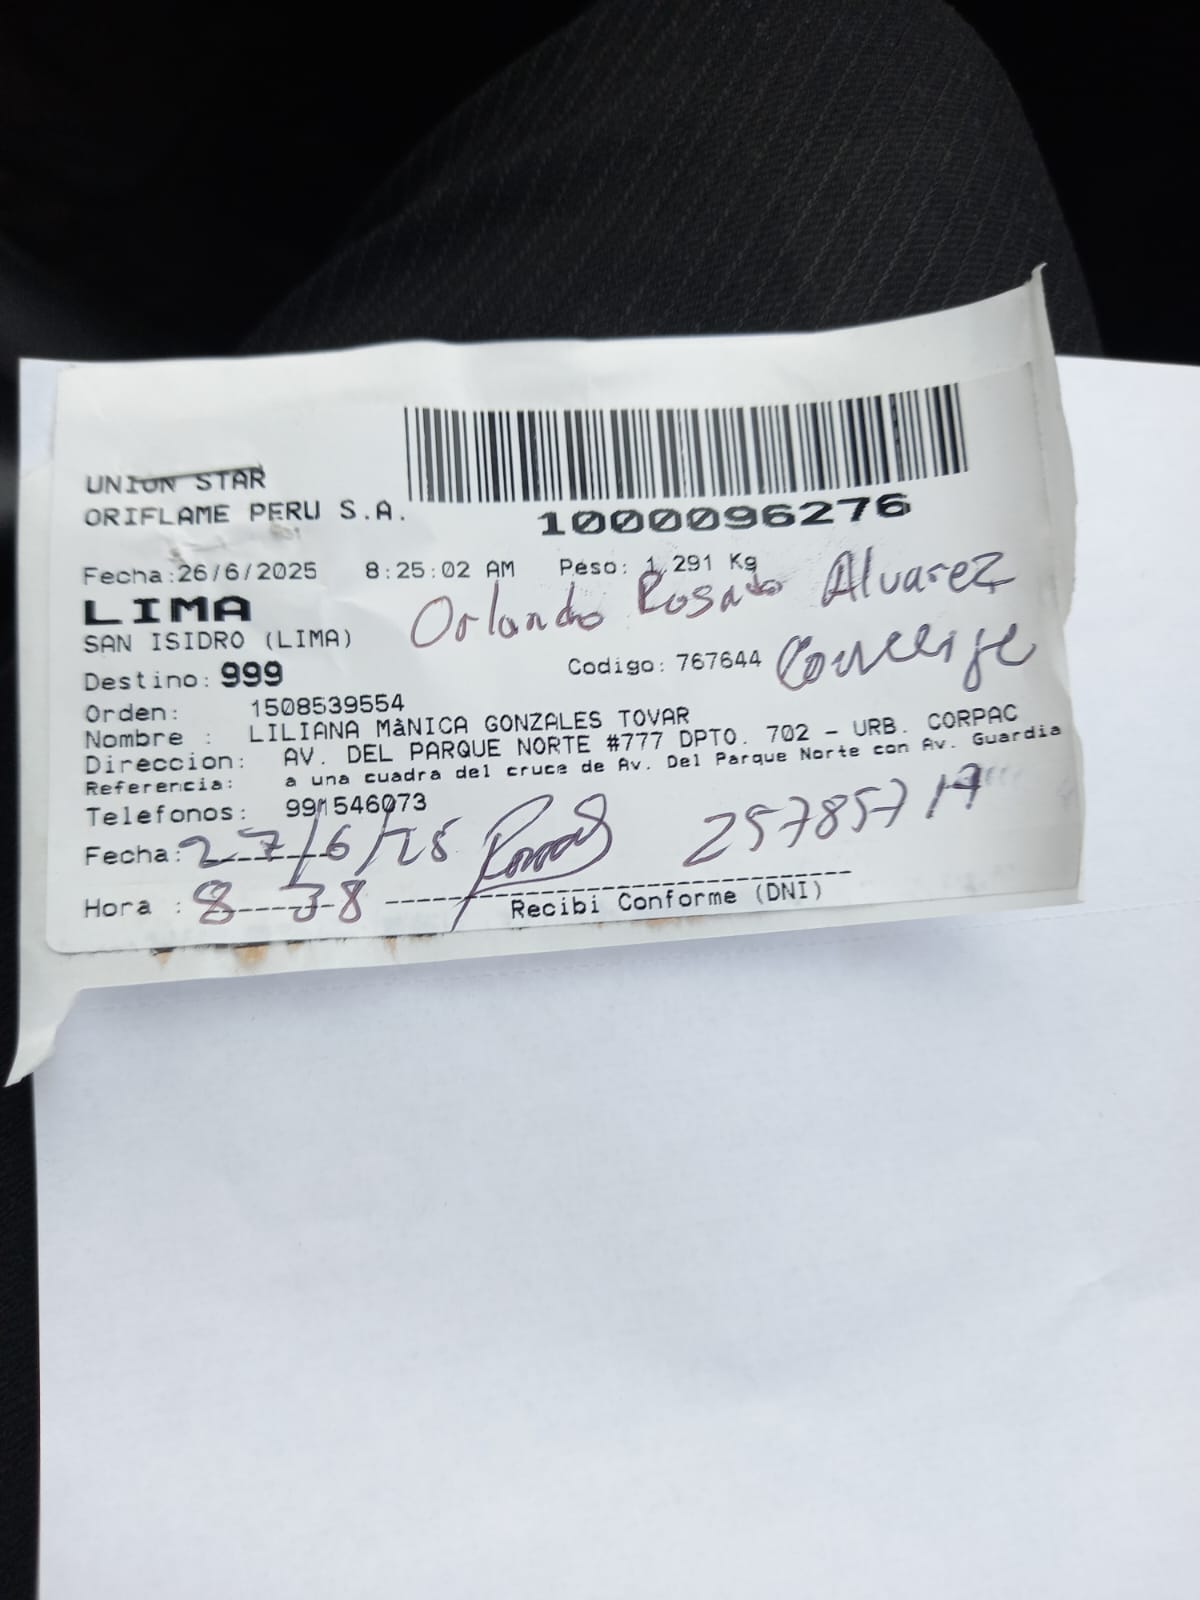 UNION STAR
ORIFLAME PERU S.A.
1000096276
Fecha:26/6/2025 8:25:02 AM Peso: 1,291 Kg
LIMA
Orlando Rosado Alvarez
SAN ISIDRO (LIMA)
Destino: 999 Codigo: 767644
Orden: 1508539554
Nombre : LILIANA MàNICA GONZALES TOVAR
Direccion: AV. DEL PARQUE NORTE #777 DPTO. 702 - URB. CORPAC
Referencia: a una cuadra del cruce de Av. Del Parque Norte con Av. Guardia
Telefonos: 991546073
Fecha: 27/6/25
Hora : 8 38
Recibi Conforme (DNI)